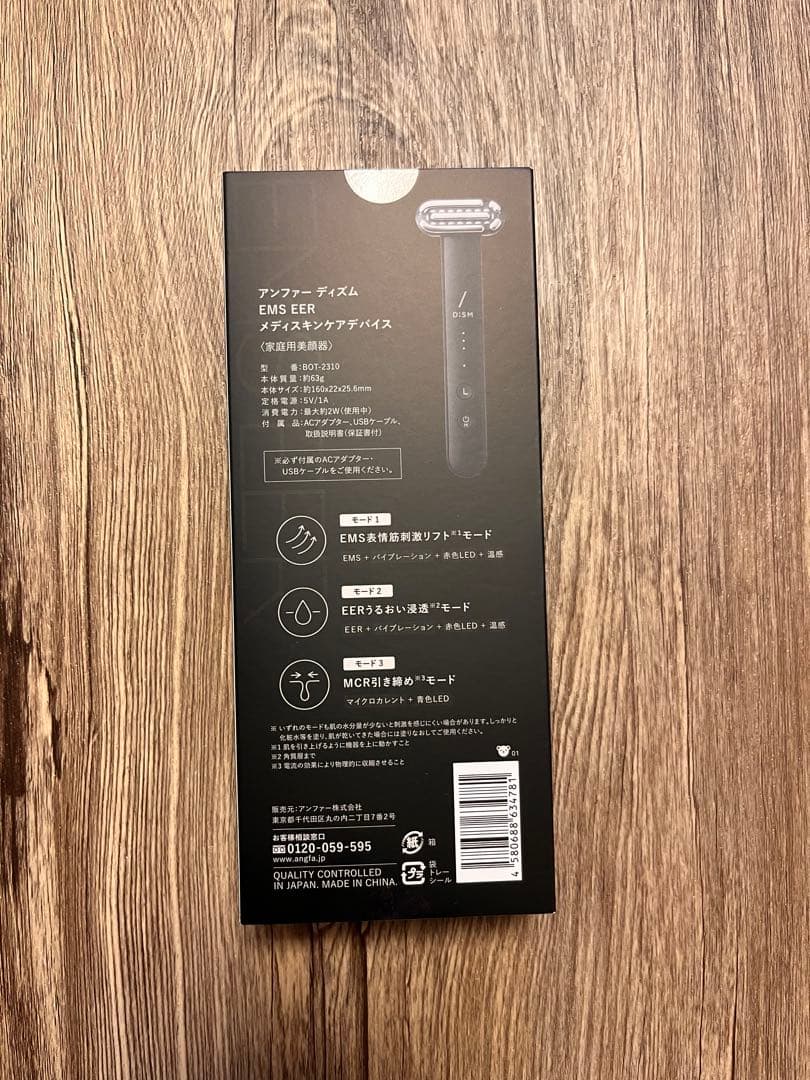 アンファー ディズム
EMS EER
メディスキンケアデバイス
〈家庭用美顔器〉
型 番:BOT-2310
本体質量:約63g
本体サイズ:約160x22x25.6mm
定格電源:5V/1A
消費電力:最大約2W(使用中)
付属品:ACアダプター、USBケーブル、
取扱説明書(保証書付)
※必ず付属のACアダプター・
USBケーブルをご使用ください。
D:SM
L
モード1
EMS表情筋刺激リフト※1モード
EMS + バイブレーション + 赤色LED + 温感
モード2
EERうるおい浸透※2モード
EER + バイブレーション + 赤色LED + 温感
モード3
MCR引き締め※3モード
マイクロカレント + 青色LED
※ いずれのモードも肌の水分量が少ないと刺激を感じにくい場合があります。しっかりと
化粧水等を塗り、肌が乾いてきた場合には塗りなおしてご使用ください。
※1 肌を引き上げるように機器を上に動かすこと
※2 角質層まで
※3 電流の効果により物理的に収縮させること
01
販売元:アンファー株式会社
東京都千代田区丸の内二丁目7番2号
お客様相談窓口
0120-059-595
www.angfa.jp
QUALITY CONTROLLED
IN JAPAN. MADE IN CHINA.
紙 箱
プラ 袋
トレー
シール
4 580688 634781